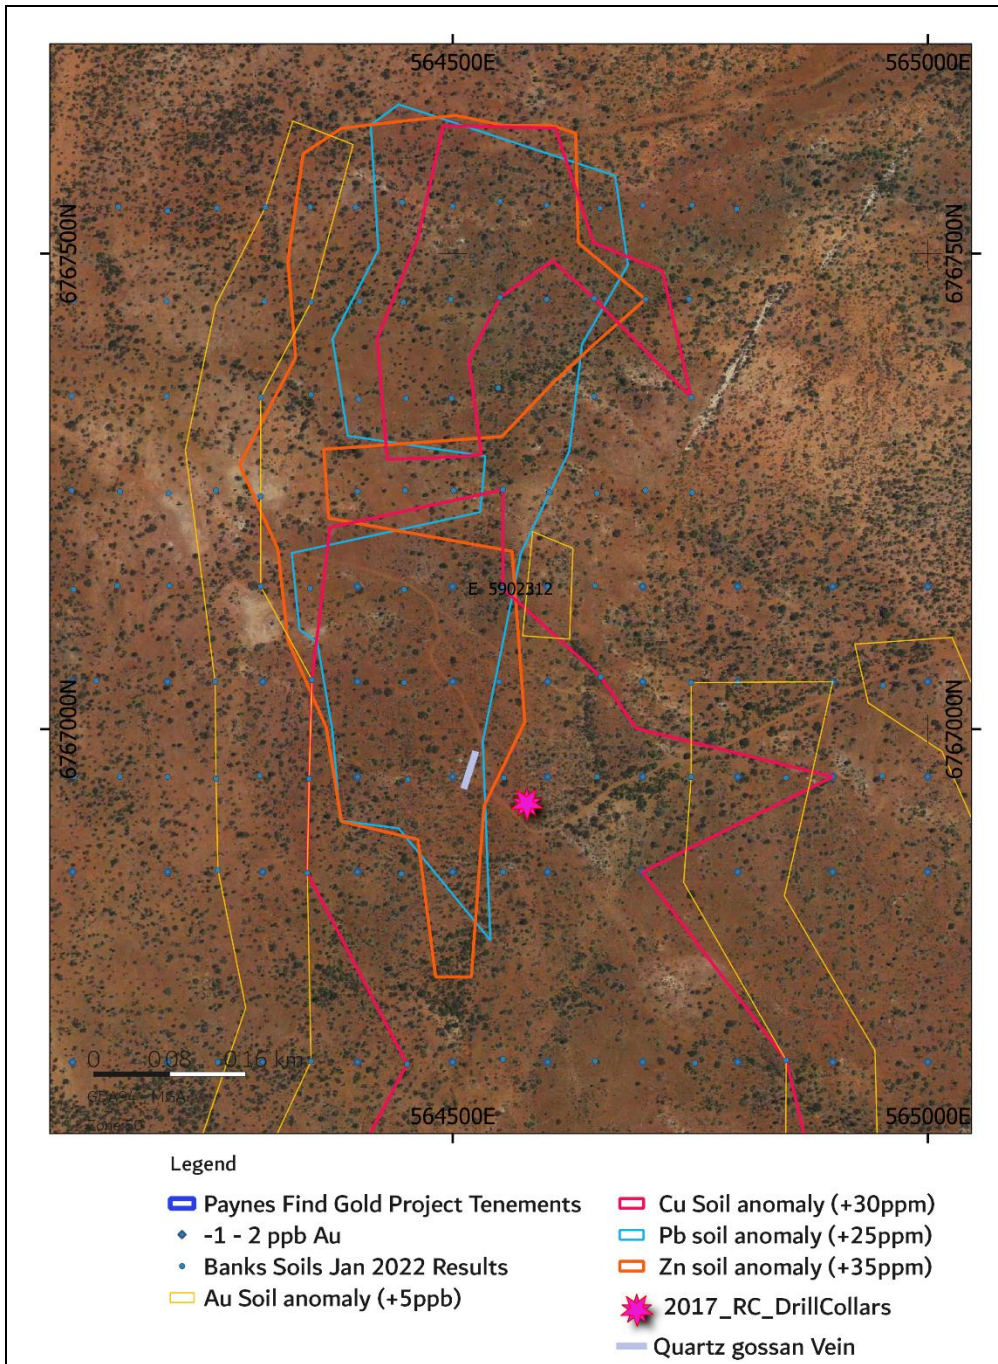 564500E
565000E
6767500N
6767500N
E 5902312
6767000N
6767000N
0 0.08 0.16 km
564500E
565000E
Legend
Paynes Find Gold Project Tenements
-1 - 2 ppb Au
Banks Soils Jan 2022 Results
Au Soil anomaly (+5ppb)
Cu Soil anomaly (+30ppm)
Pb soil anomaly (+25ppm)
Zn soil anomaly (+35ppm)
2017_RC_DrillCollars
Quartz gossan Vein